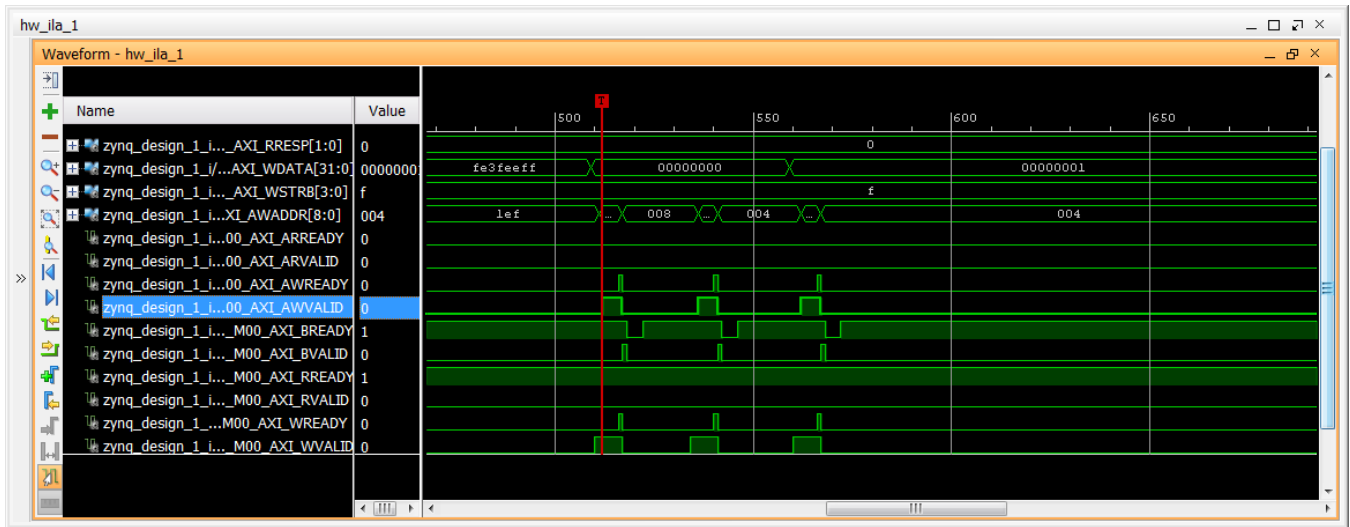 hw_ila_1
Waveform - hw_ila_1
Name Value
500 550 600 650
T
zynq_design_1_i..._AXI_RRESP[1:0] 0 0
zynq_design_1_i/...AXI_WDATA[31:0] 00000001 fe3feeff 00000000 00000001
zynq_design_1_i..._AXI_WSTRB[3:0] f f
zynq_design_1_i...XI_AWADDR[8:0] 004 1ef ... 008 ... 004 ... 004
zynq_design_1_i...00_AXI_ARREADY 0
zynq_design_1_i...00_AXI_ARVALID 0
zynq_design_1_i...00_AXI_AWREADY 0
zynq_design_1_i...00_AXI_AWVALID 0
zynq_design_1_i..._M00_AXI_BREADY 1
zynq_design_1_i..._M00_AXI_BVALID 0
zynq_design_1_i..._M00_AXI_RREADY 1
zynq_design_1_i..._M00_AXI_RVALID 0
zynq_design_1_...M00_AXI_WREADY 0
zynq_design_1_i..._M00_AXI_WVALID 0